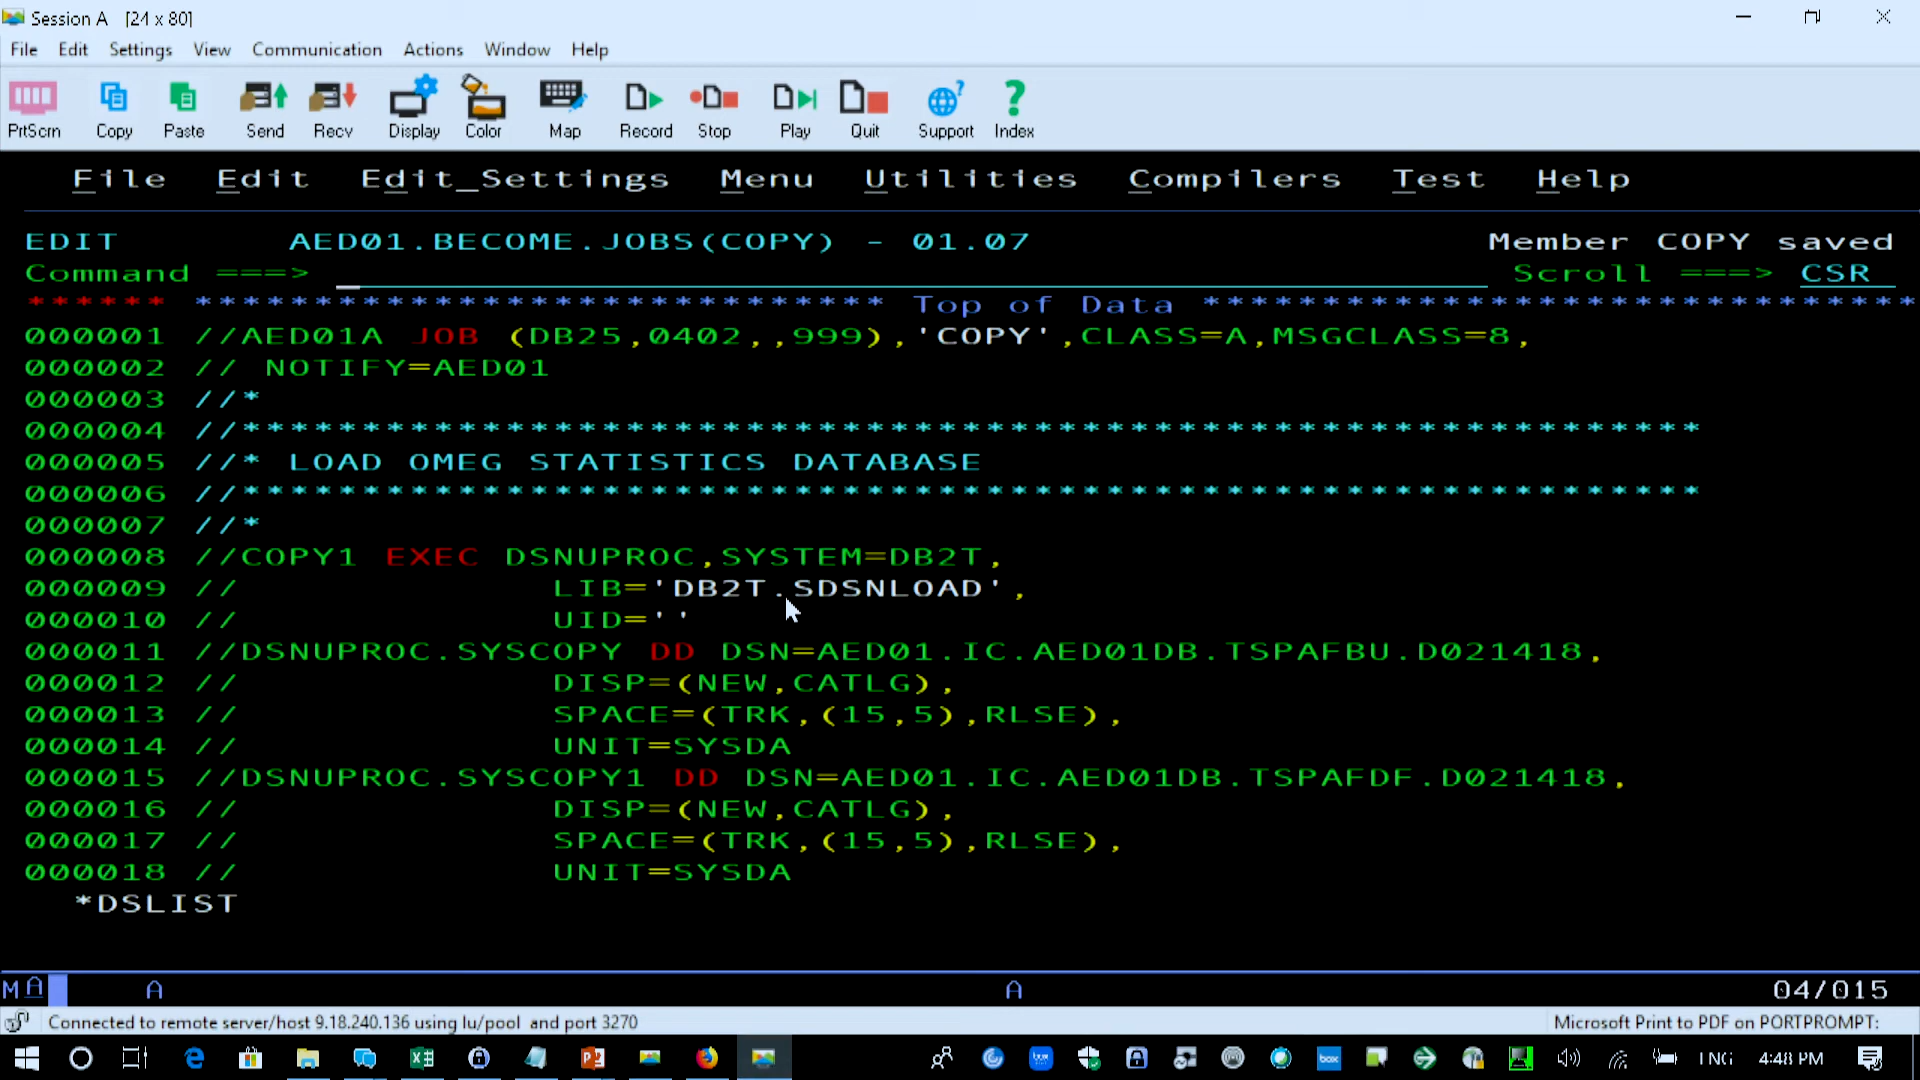 Session A [24 x 80]
File Edit Settings View Communication Actions Window Help
PrtScrn Copy Paste Send Recv Display Color Map Record Stop Play Quit Support Index
File Edit Edit_Settings Menu Utilities Compilers Test Help
EDIT AED01.BECOME.JOBS(COPY) - 01.07 Member COPY saved
Command ===> Scroll ===> CSR
****** ***************************** Top of Data ******************************
000001 //AED01A JOB (DB25,0402,,999),'COPY',CLASS=A,MSGCLASS=8,
000002 // NOTIFY=AED01
000003 //*
000004 //*************************************************************
000005 //* LOAD OMEG STATISTICS DATABASE
000006 //*************************************************************
000007 //*
000008 //COPY1 EXEC DSNUPROC,SYSTEM=DB2T,
000009 // LIB='DB2T.SDSNLOAD',
000010 // UID=''
000011 //DSNUPROC.SYSCOPY DD DSN=AED01.IC.AED01DB.TSPAFBU.D021418,
000012 // DISP=(NEW,CATLG),
000013 // SPACE=(TRK,(15,5),RLSE),
000014 // UNIT=SYSDA
000015 //DSNUPROC.SYSCOPY1 DD DSN=AED01.IC.AED01DB.TSPAFDF.D021418,
000016 // DISP=(NEW,CATLG),
000017 // SPACE=(TRK,(15,5),RLSE),
000018 // UNIT=SYSDA
*DSLIST
MA A A 04/015
Connected to remote server/host 9.18.240.136 using lu/pool and port 3270 Microsoft Print to PDF on PORTPROMPT:
box ENG 4:48 PM